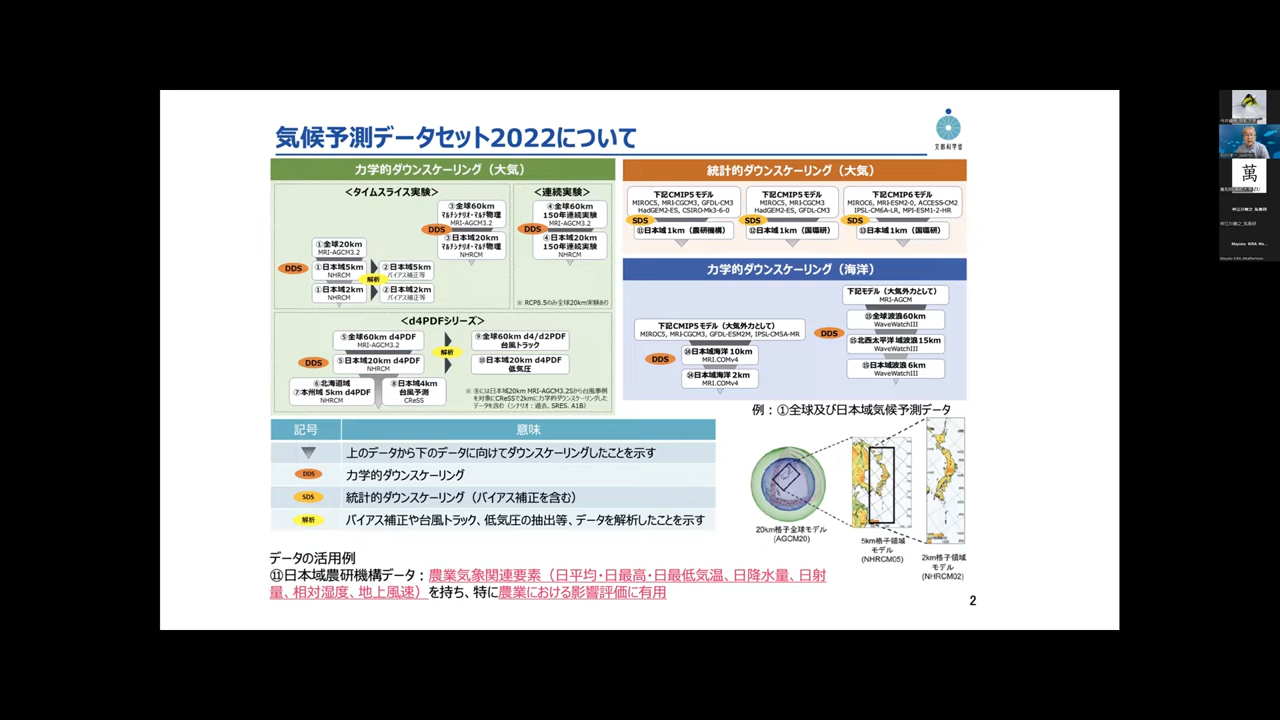 気候予測データセット2022について
文部科学省
力学的ダウンスケーリング（大気）
＜タイムスライス実験＞
＜連続実験＞
③全球60km
マルチシナリオ・マルチ物理
MRI-AGCM3.2
DDS
③日本域20km
マルチシナリオ・マルチ物理
NHRCM
④全球60km
150年連続実験
MRI-AGCM3.2
DDS
④日本域20km
150年連続実験
NHRCM
①全球20km
MRI-AGCM3.2
DDS
①日本域5km
NHRCM
②日本域5km
バイアス補正等
解析
①日本域2km
NHRCM
②日本域2km
バイアス補正等
※ RCP8.5のみ全球20km実験あり
＜d4PDFシリーズ＞
⑤全球60km d4PDF
MRI-AGCM3.2
DDS
⑤日本域20km d4PDF
NHRCM
⑥北海道域
⑦本州域 5km d4PDF
NHRCM
⑧日本域4km
台風予測
CReSS
解析
⑨全球60km d4/d2PDF
台風トラック
⑩日本域20km d4PDF
低気圧
※ ⑧には日本域20km MRI-AGCM3.2Sから台風事例
を対象にCReSSで2kmに力学的ダウンスケーリングした
データを含む（シナリオ：過去、SRES、A1B）
統計的ダウンスケーリング（大気）
下記CMIP5モデル
MIROC5, MRI-CGCM3, GFDL-CM3
HadGEM2-ES, CSIRO-Mk3-6-0
SDS
⑪日本域1km（農研機構）
下記CMIP5モデル
MIROC5, MRI-CGCM3
HadGEM2-ES, GFDL-CM3
SDS
⑫日本域1km（国環研）
下記CMIP6モデル
MIROC6, MRI-ESM2-0, ACCESS-CM2
IPSL-CM6A-LR, MPI-ESM1-2-HR
SDS
⑬日本域1km（国環研）
力学的ダウンスケーリング（海洋）
下記CMIP5モデル（大気外力として）
MIROC5, MRI-CGCM3, GFDL-ESM2M, IPSL-CM5A-MR
DDS
⑭日本域海洋 10km
MRI.COMv4
⑭日本域海洋 2km
MRI.COMv4
下記モデル（大気外力として）
MRI-AGCM
⑮全球波浪60km
WaveWatchIII
DDS
⑮北西太平洋域波浪15km
WaveWatchIII
⑮日本域波浪 6km
WaveWatchIII
記号 意味
上のデータから下のデータに向けてダウンスケーリングしたことを示す
DDS 力学的ダウンスケーリング
SDS 統計的ダウンスケーリング（バイアス補正を含む）
解析 バイアス補正や台風トラック、低気圧の抽出等、データを解析したことを示す
例：①全球及び日本域気候予測データ
20km格子全球モデル
(AGCM20)
5km格子領域
モデル
(NHRCM05)
2km格子領域
モデル
(NHRCM02)
データの活用例
⑪日本域農研機構データ：農業気象関連要素（日平均・日最高・日最低気温、日降水量、日射
量、相対湿度、地上風速）を持ち、特に農業における影響評価に有用
2
萬